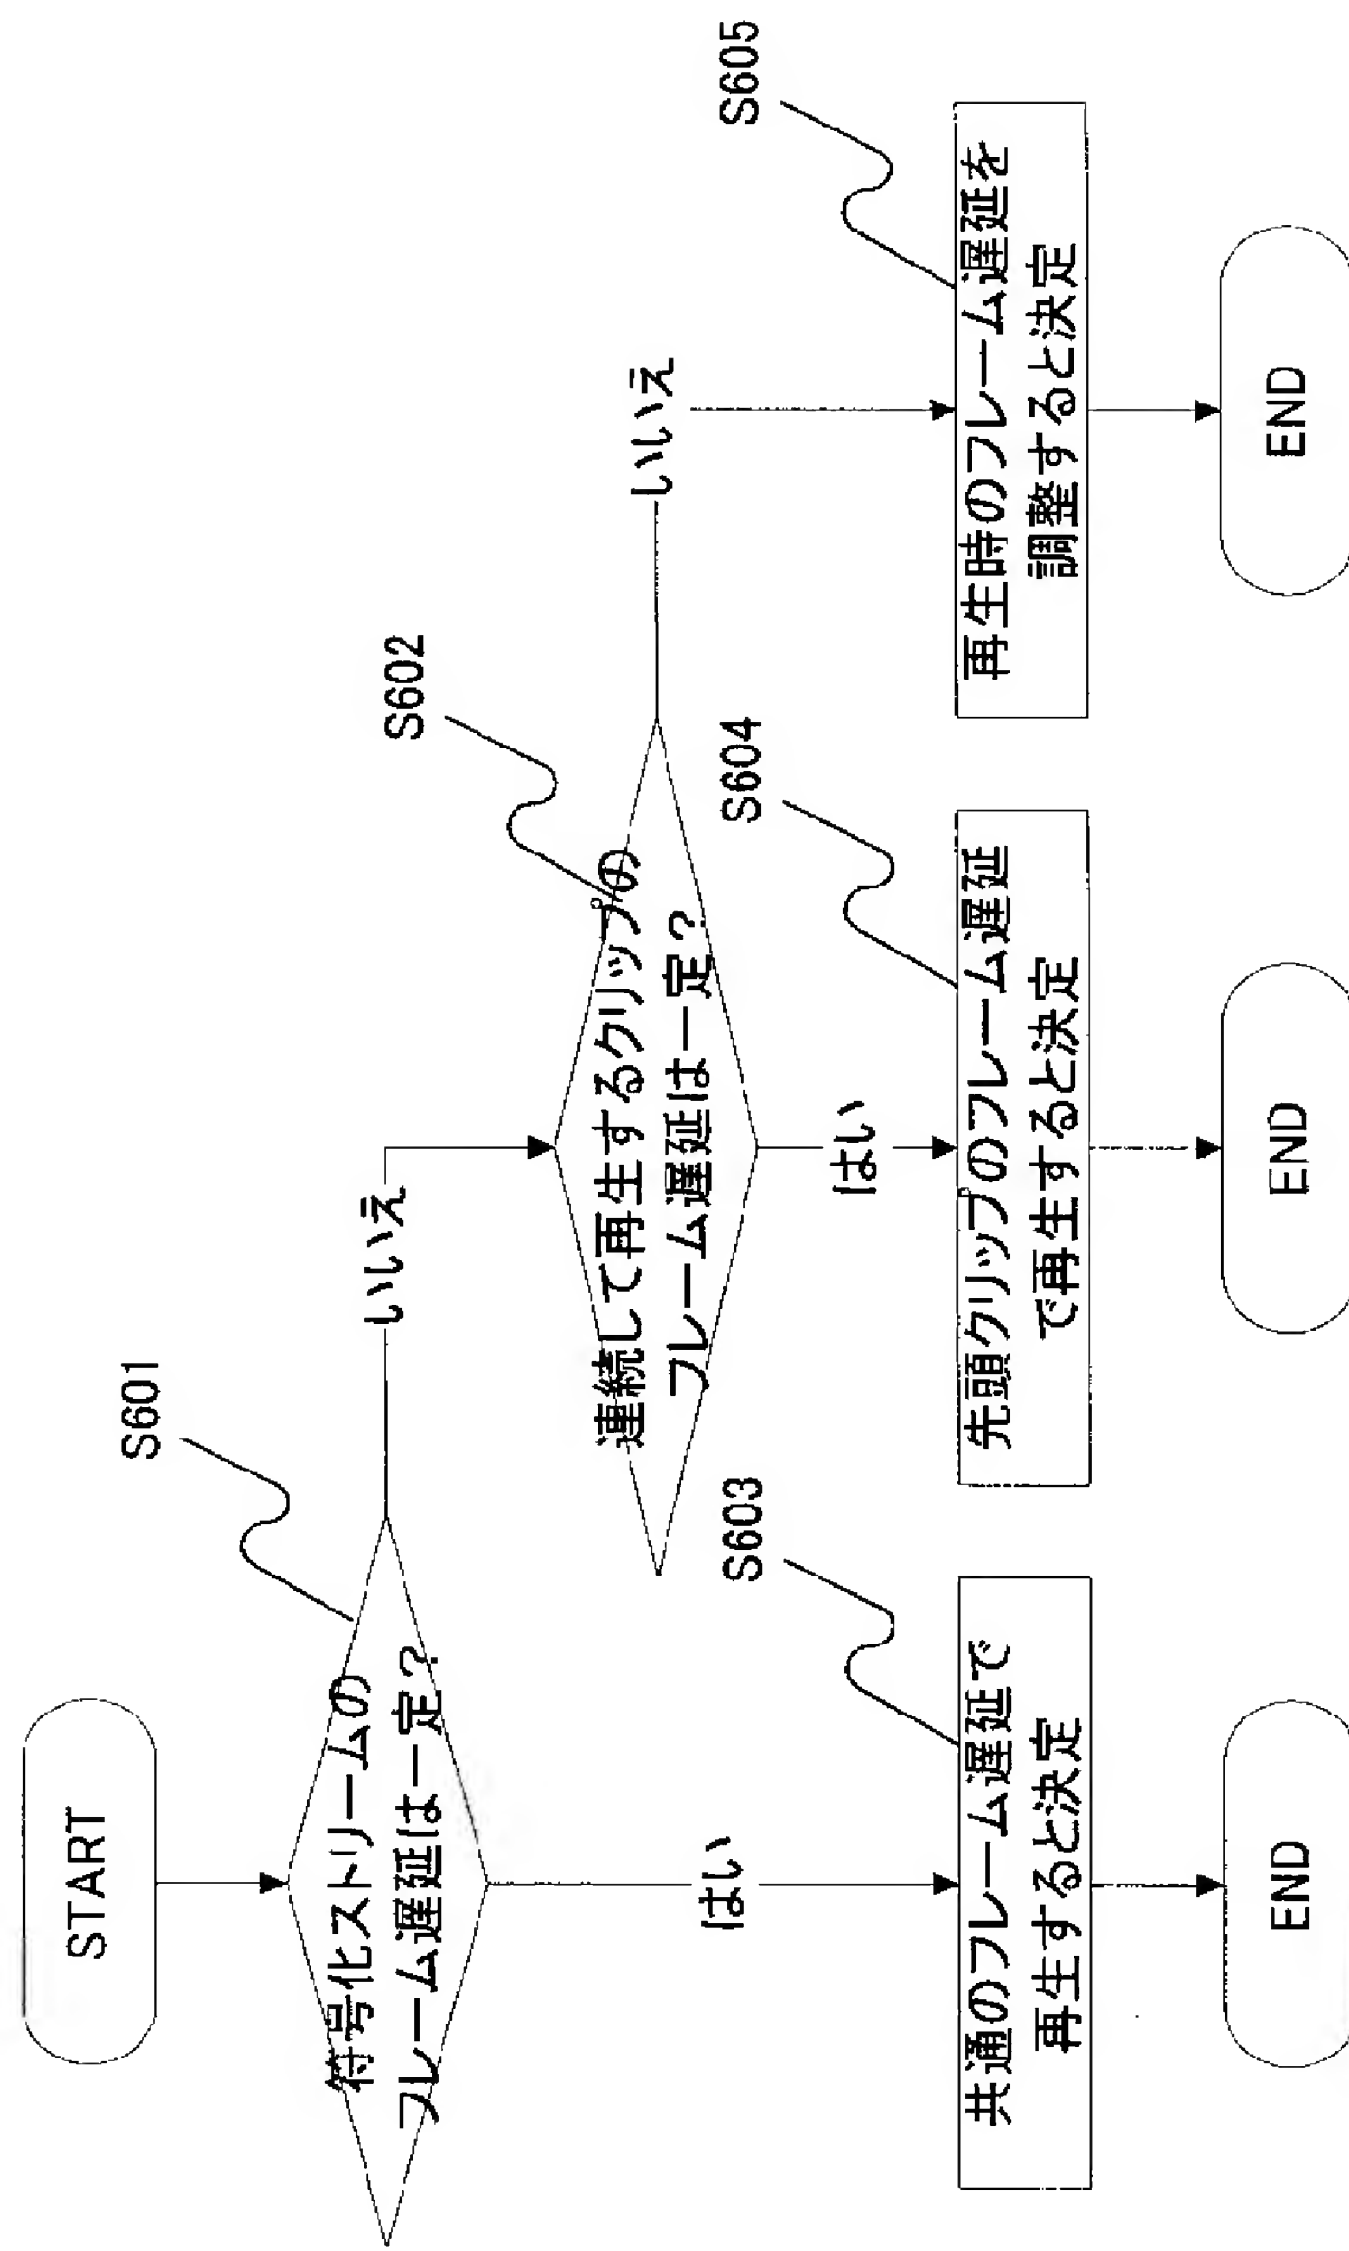 START
S601
符号化ストリームの
フレーム遅延は一定？
いいえ
はい
S602
連続して再生するクリップの
フレーム遅延は一定？
いいえ
はい
S603
共通のフレーム遅延で
再生すると決定
S604
先頭クリップのフレーム遅延
で再生すると決定
S605
再生時のフレーム遅延を
調整すると決定
END
END
END